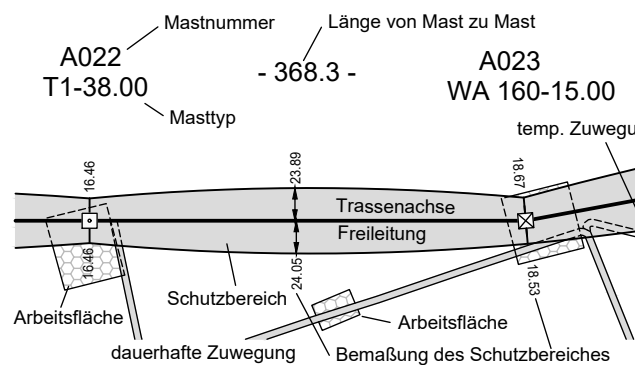 Mastnummer
Länge von Mast zu Mast
A022
T1-38.00
- 368.3 -
A023
WA 160-15.00
Masttyp
temp. Zuwegu
16.46
23.89
18.67
Trassenachse
Freileitung
16.46
24.05
18.53
Schutzbereich
Arbeitsfläche
Arbeitsfläche
dauerhafte Zuwegung
Bemaßung des Schutzbereiches